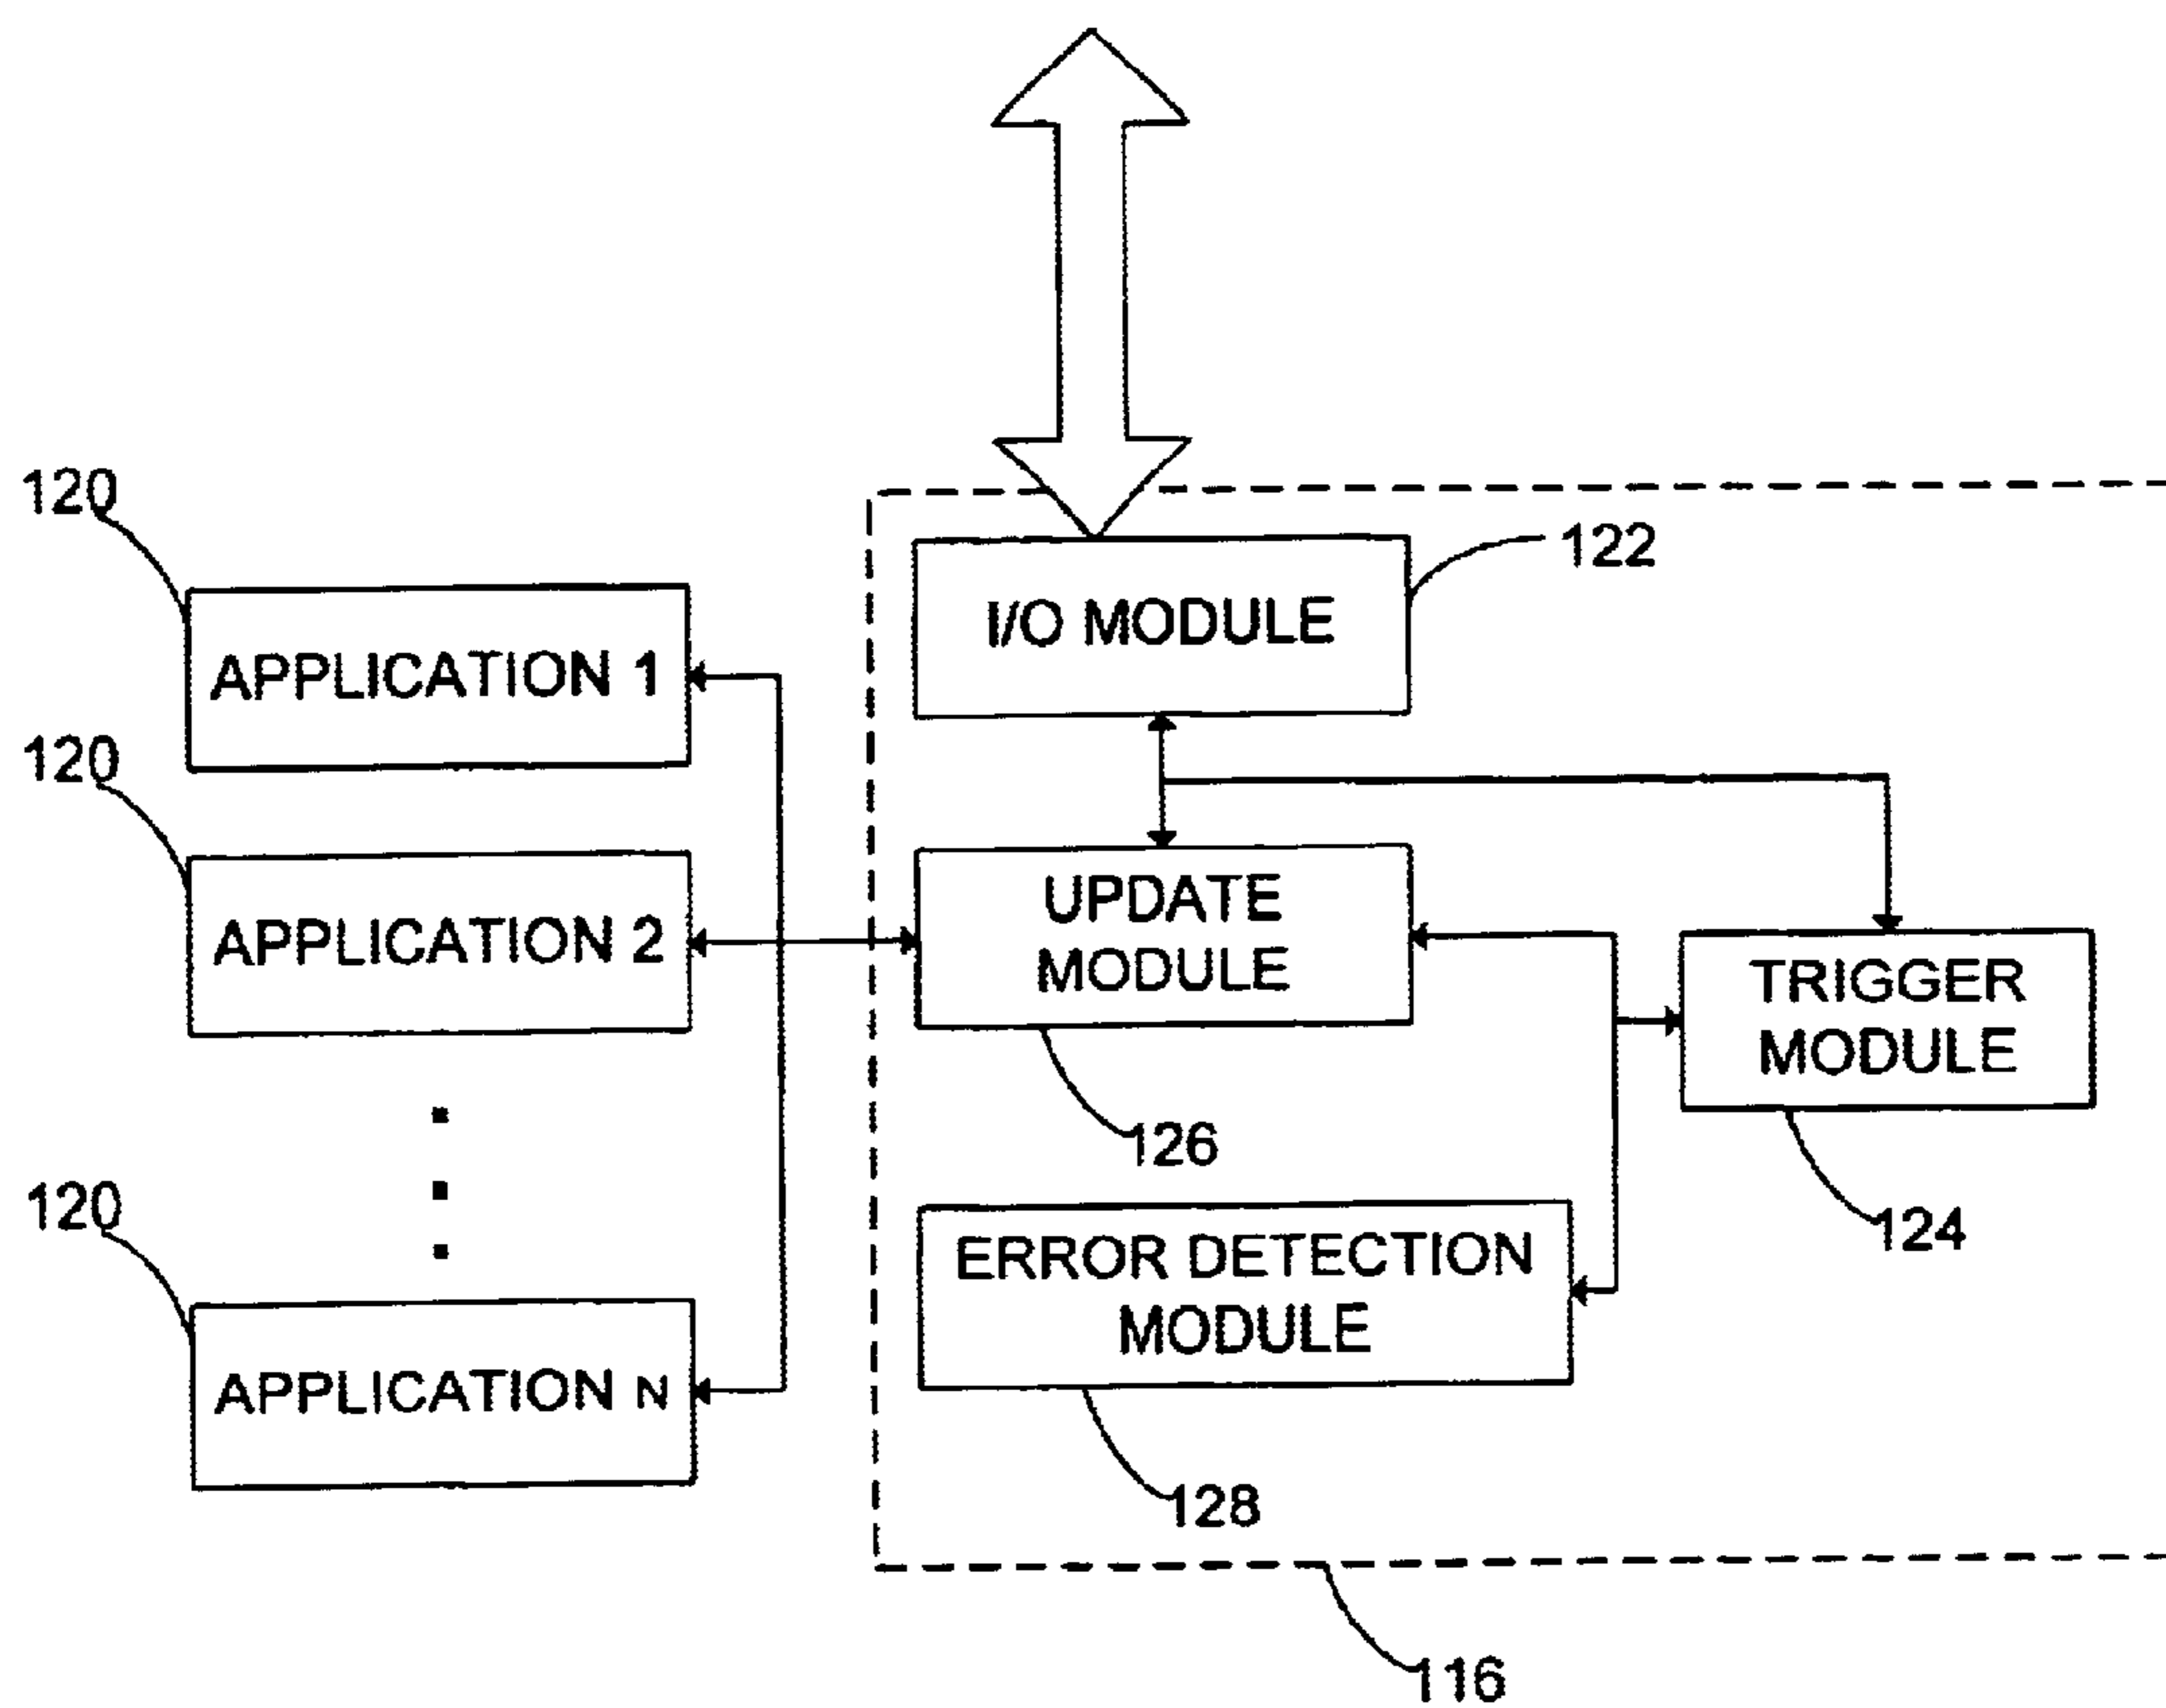 120
APPLICATION 1
120
APPLICATION 2
120
APPLICATION N
I/O MODULE
122
UPDATE
MODULE
126
TRIGGER
MODULE
124
ERROR DETECTION
MODULE
128
116